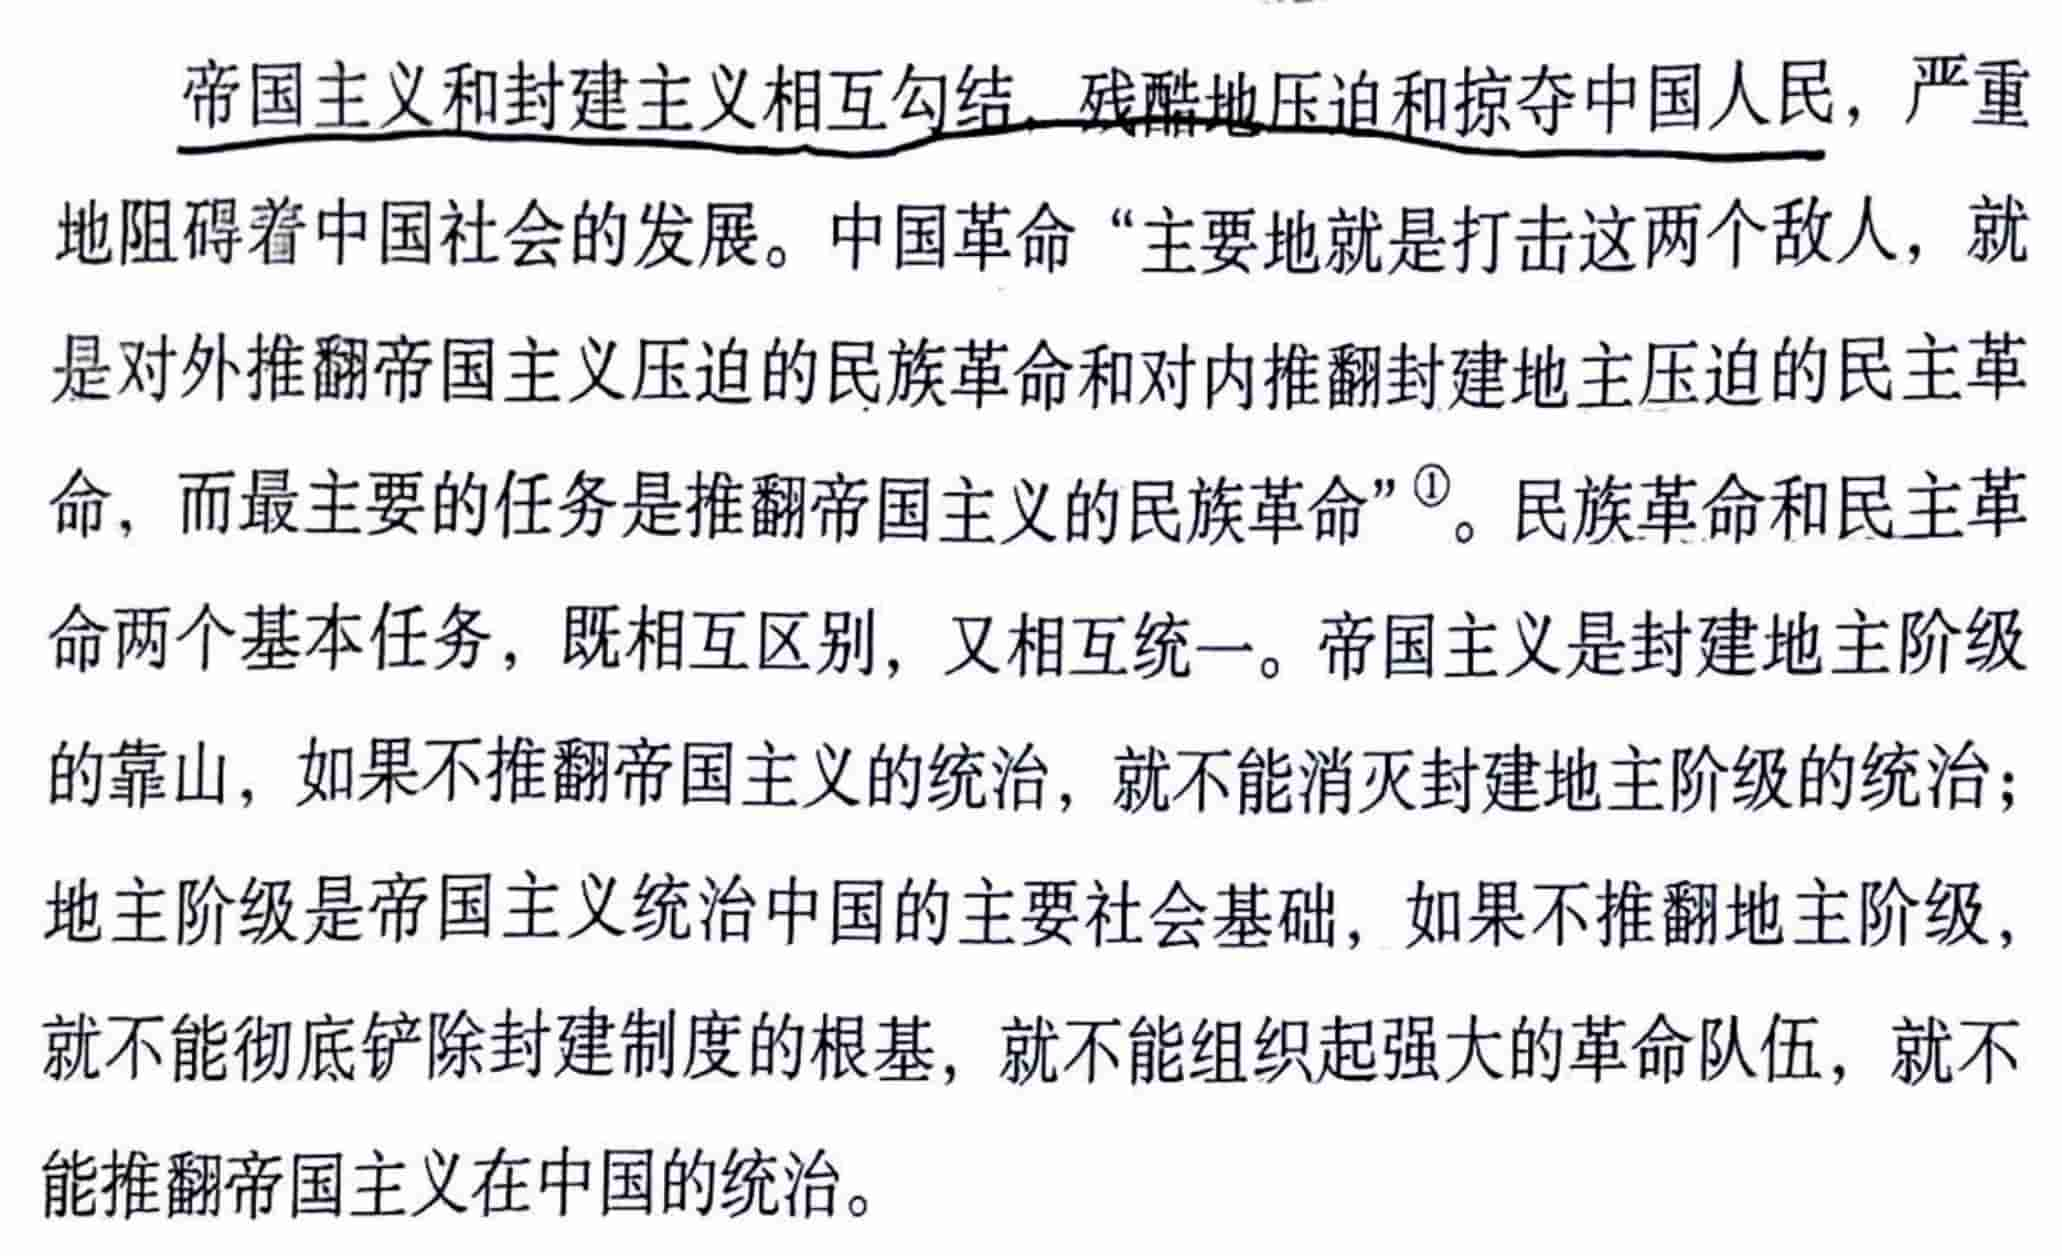 帝国主义和封建主义相互勾结，残酷地压迫和掠夺中国人民，严重
地阻碍着中国社会的发展。中国革命“主要地就是打击这两个敌人，就
是对外推翻帝国主义压迫的民族革命和对内推翻封建地主压迫的民主革
命，而最主要的任务是推翻帝国主义的民族革命”①。民族革命和民主革
命两个基本任务，既相互区别，又相互统一。帝国主义是封建地主阶级
的靠山，如果不推翻帝国主义的统治，就不能消灭封建地主阶级的统治；
地主阶级是帝国主义统治中国的主要社会基础，如果不推翻地主阶级，
就不能彻底铲除封建制度的根基，就不能组织起强大的革命队伍，就不
能推翻帝国主义在中国的统治。